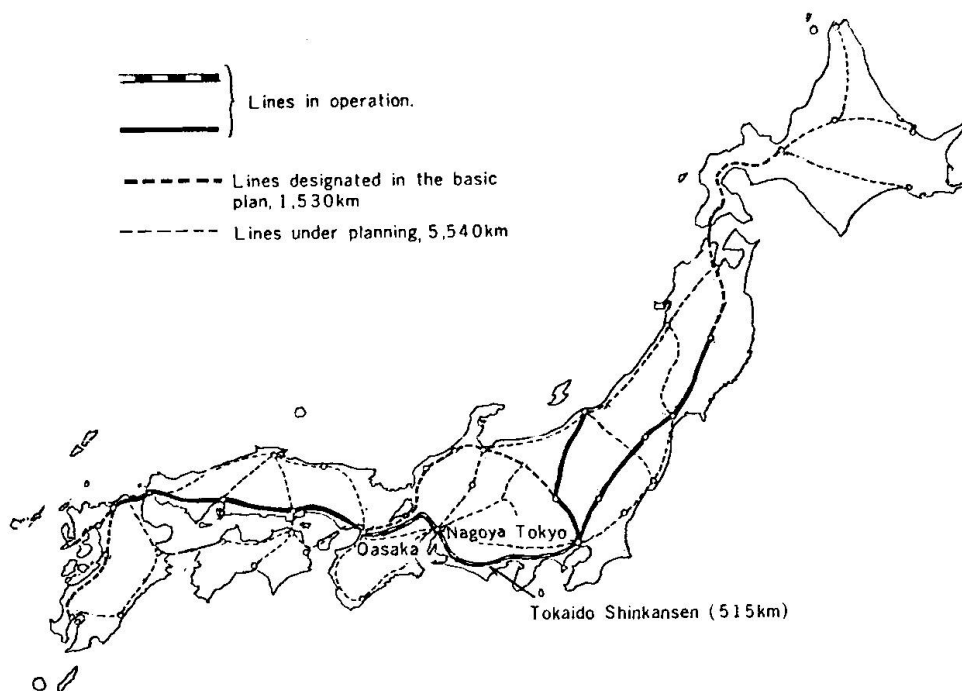 Lines in operation.
Lines designated in the basic
plan, 1,530km
Lines under planning, 5,540km
Nagoya Tokyo
Oasaka
Tokaido Shinkansen (515km)